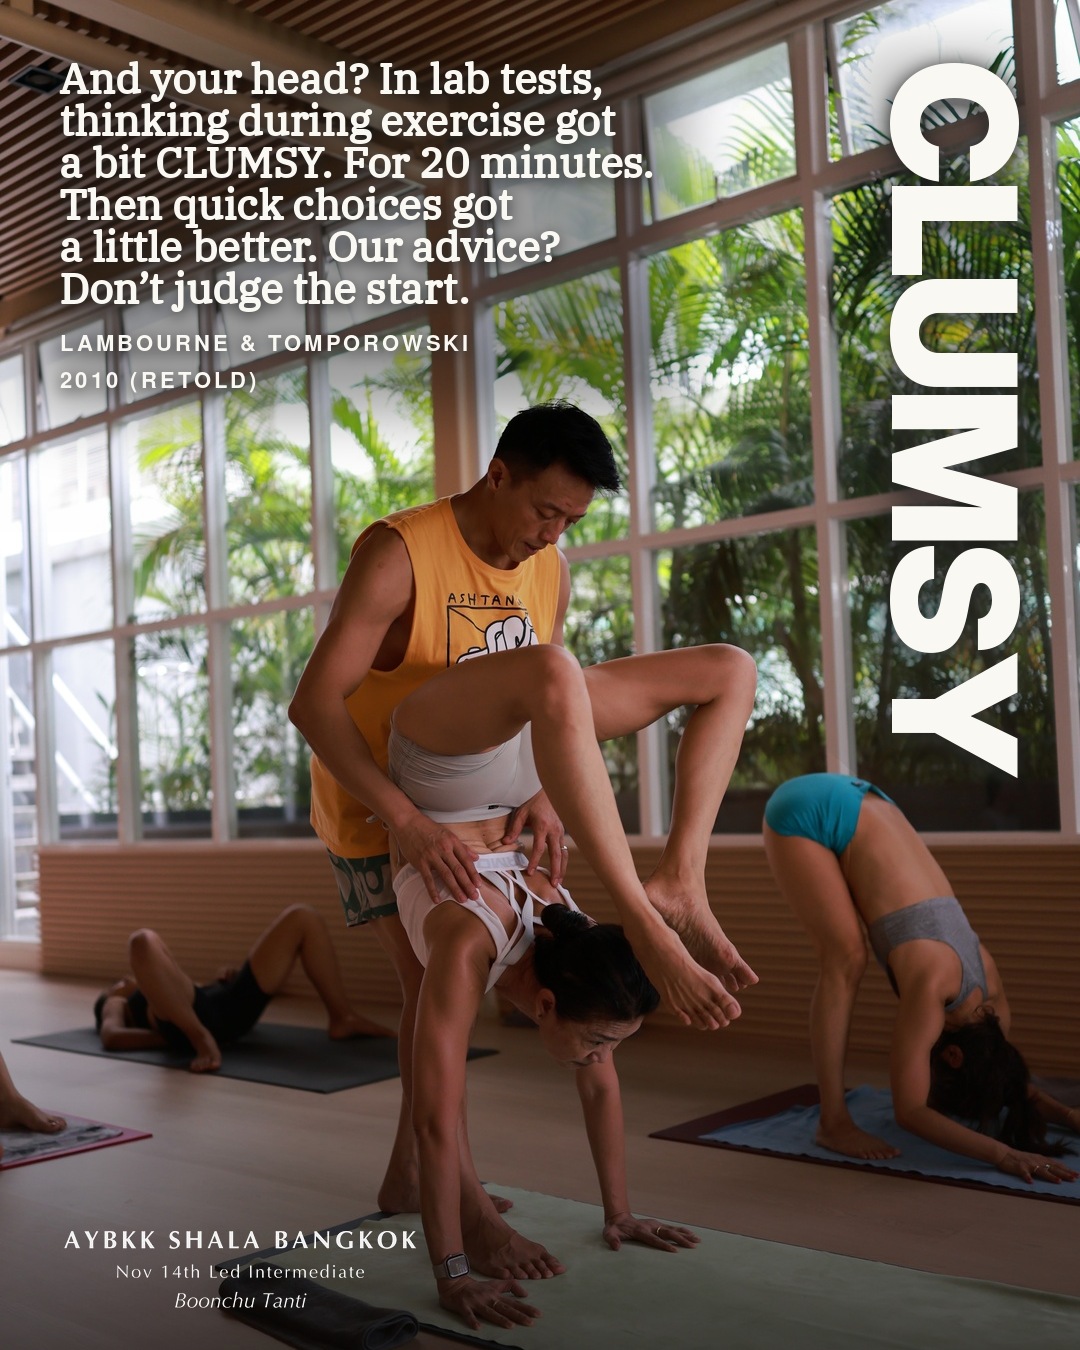 And your head? In lab tests,
thinking during exercise got
a bit CLUMSY. For 20 minutes.
Then quick choices got
a little better. Our advice?
Don’t judge the start.
LAMBOURNE & TOMPOROWSKI
2010 (RETOLD)
CLUMSY
ASHTAN
AYBKK SHALA BANGKOK
Nov 14th Led Intermediate
Boonchu Tanti